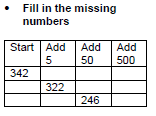 • Fill in the missing
numbers
Start Add Add Add
5 50 500
342
322
246